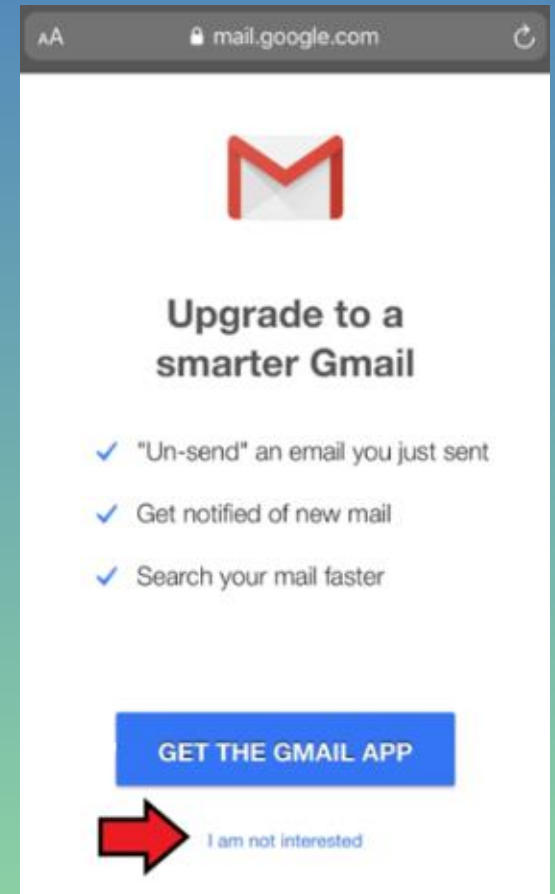 AA mail.google.com
Upgrade to a
smarter Gmail
"Un-send" an email you just sent
Get notified of new mail
Search your mail faster
GET THE GMAIL APP
I am not interested